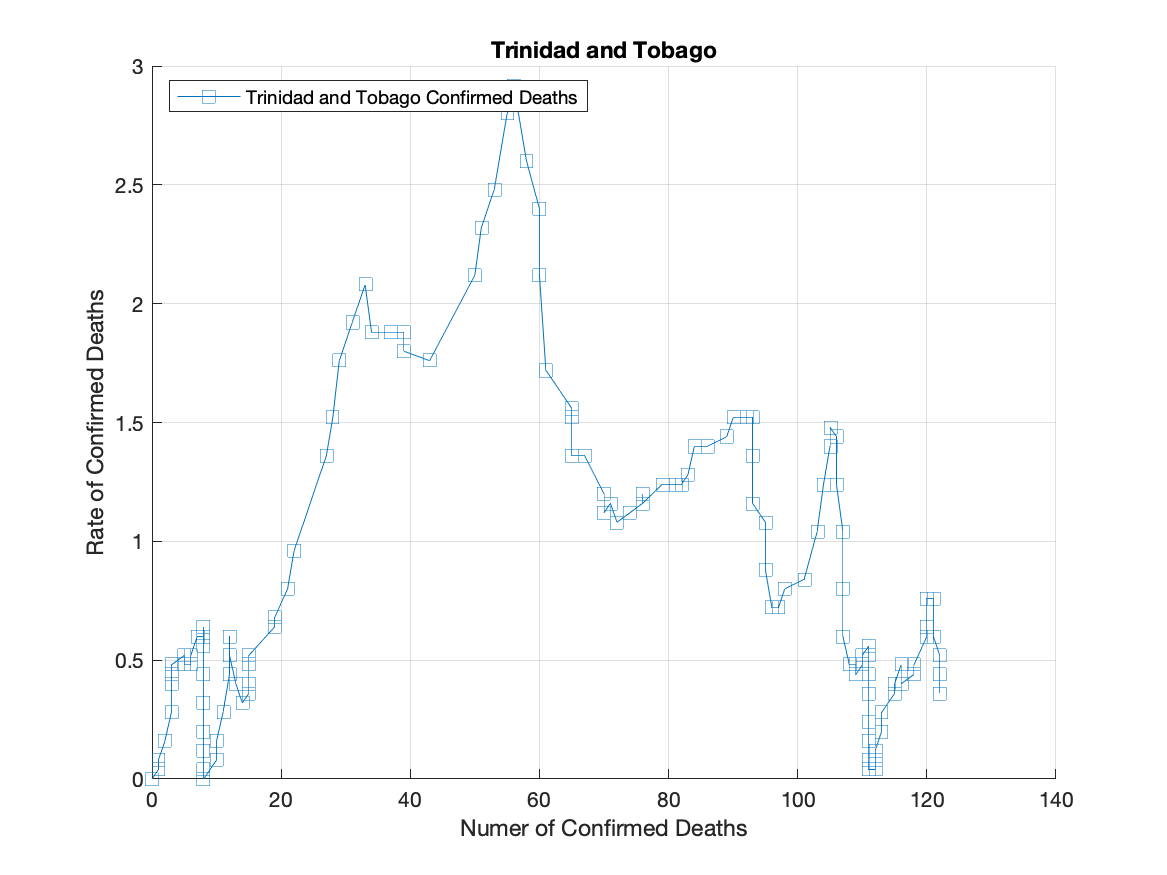 Trinidad and Tobago
3
Trinidad and Tobago Confirmed Deaths
2.5
2
1.5
1
0.5
0
Rate of Confirmed Deaths
0 20 40 60 80 100 120 140
Numer of Confirmed Deaths